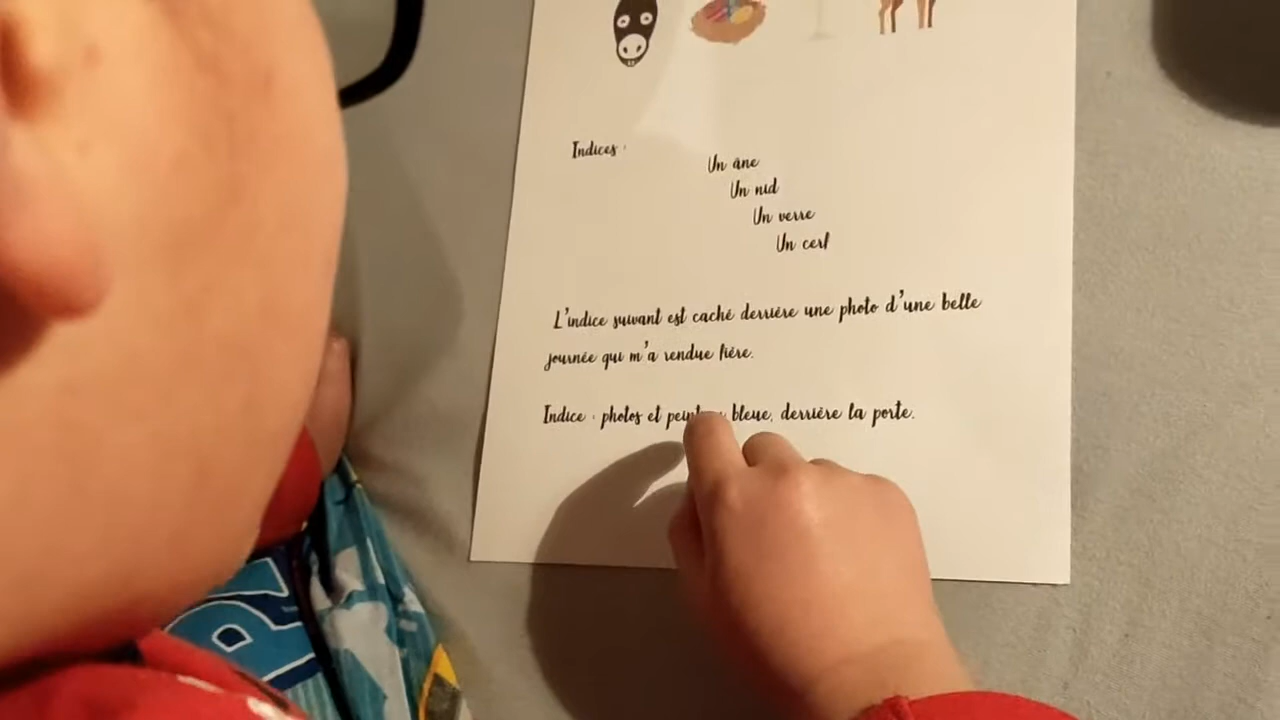 Indices :
Un âne
Un nid
Un verre
Un cerf
L'indice suivant est caché derrière une photo d'une belle
journée qui m'a rendue fière.
Indice : photos et bleue, derrière la porte.